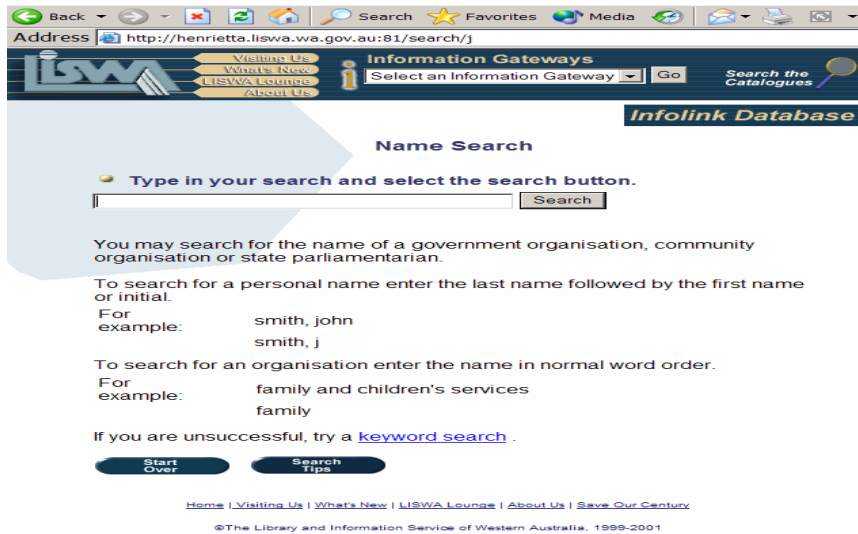 Back Search Favorites Media
Address http://henrietta.liswa.wa.gov.au:81/search/j
LISWA
Visiting Us
What's New
LISWA Lounge
About Us
Information Gateways
Select an Information Gateway Go
Search the
Catalogues
Infolink Database
Name Search
Type in your search and select the search button.
Search
You may search for the name of a government organisation, community
organisation or state parliamentarian.
To search for a personal name enter the last name followed by the first name
or initial.
For
example:
smith, john
smith, j
To search for an organisation enter the name in normal word order.
For
example:
family and children's services
family
If you are unsuccessful, try a keyword search .
Start
Over
Search
Tips
Home | Visiting Us | What's New | LISWA Lounge | About Us | Save Our Century
©The Library and Information Service of Western Australia, 1999-2001